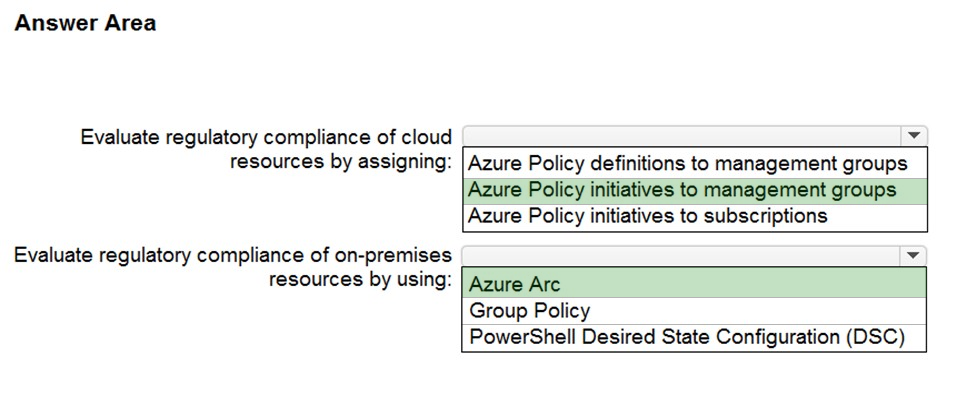 Answer Area
Evaluate regulatory compliance of cloud
resources by assigning:
Azure Policy definitions to management groups
Azure Policy initiatives to management groups
Azure Policy initiatives to subscriptions
Evaluate regulatory compliance of on-premises
resources by using:
Azure Arc
Group Policy
PowerShell Desired State Configuration (DSC)